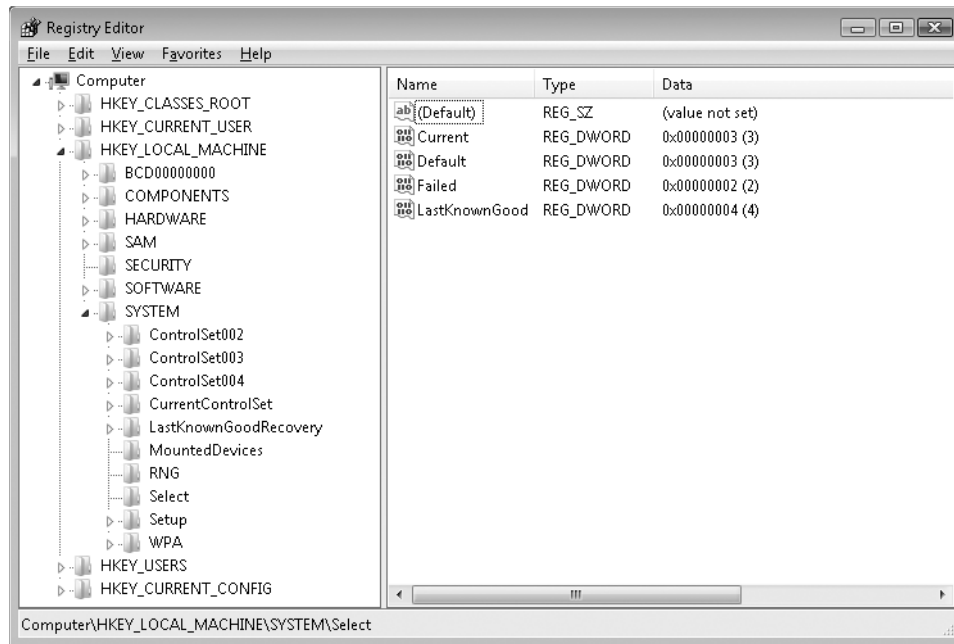 Registry Editor
File Edit View Favorites Help
Computer
HKEY_CLASSES_ROOT
HKEY_CURRENT_USER
HKEY_LOCAL_MACHINE
BCD00000000
COMPONENTS
HARDWARE
SAM
SECURITY
SOFTWARE
SYSTEM
ControlSet002
ControlSet003
ControlSet004
CurrentControlSet
LastKnownGoodRecovery
MountedDevices
RNG
Select
Setup
WPA
HKEY_USERS
HKEY_CURRENT_CONFIG
Name Type Data
(Default) REG_SZ (value not set)
Current REG_DWORD 0x00000003 (3)
Default REG_DWORD 0x00000003 (3)
Failed REG_DWORD 0x00000002 (2)
LastKnownGood REG_DWORD 0x00000004 (4)
Computer\HKEY_LOCAL_MACHINE\SYSTEM\Select